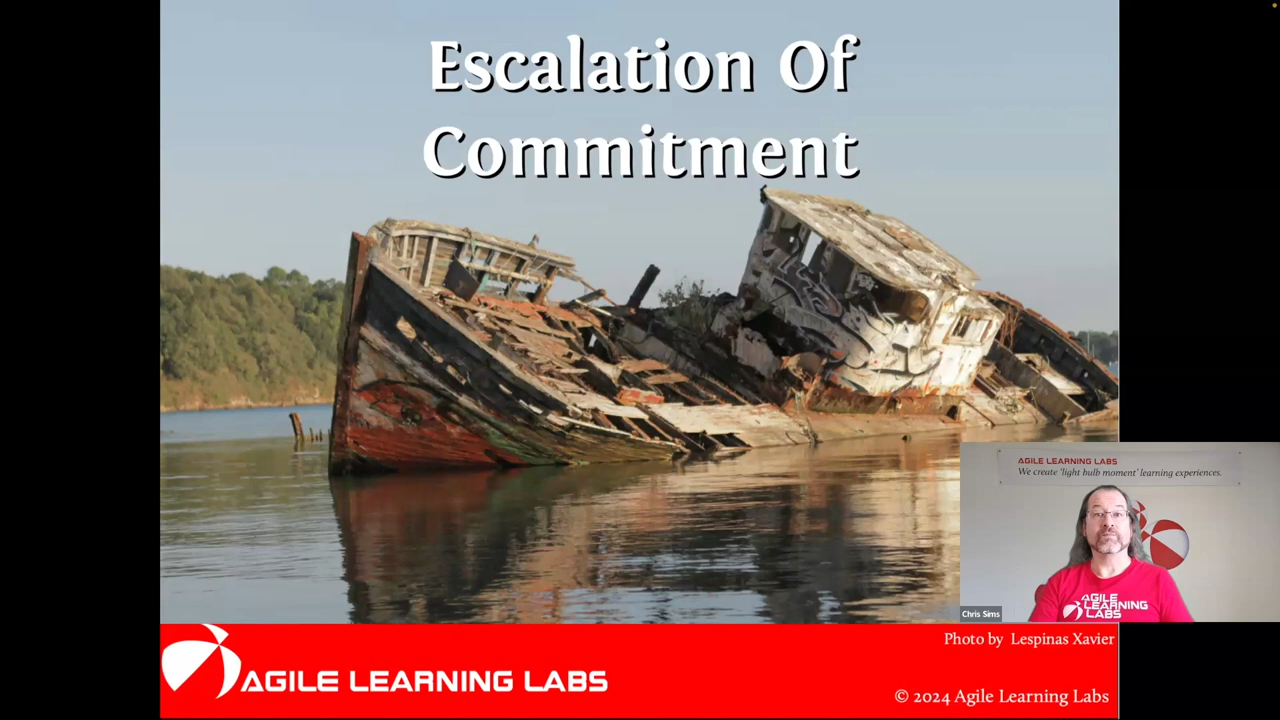 Escalation Of
Commitment
AGILE LEARNING LABS
We create 'light bulb moment' learning experiences.
AGILE
LEARNING
LABS
Chris Sims
Photo by Lespinas Xavier
AGILE LEARNING LABS
© 2024 Agile Learning Labs